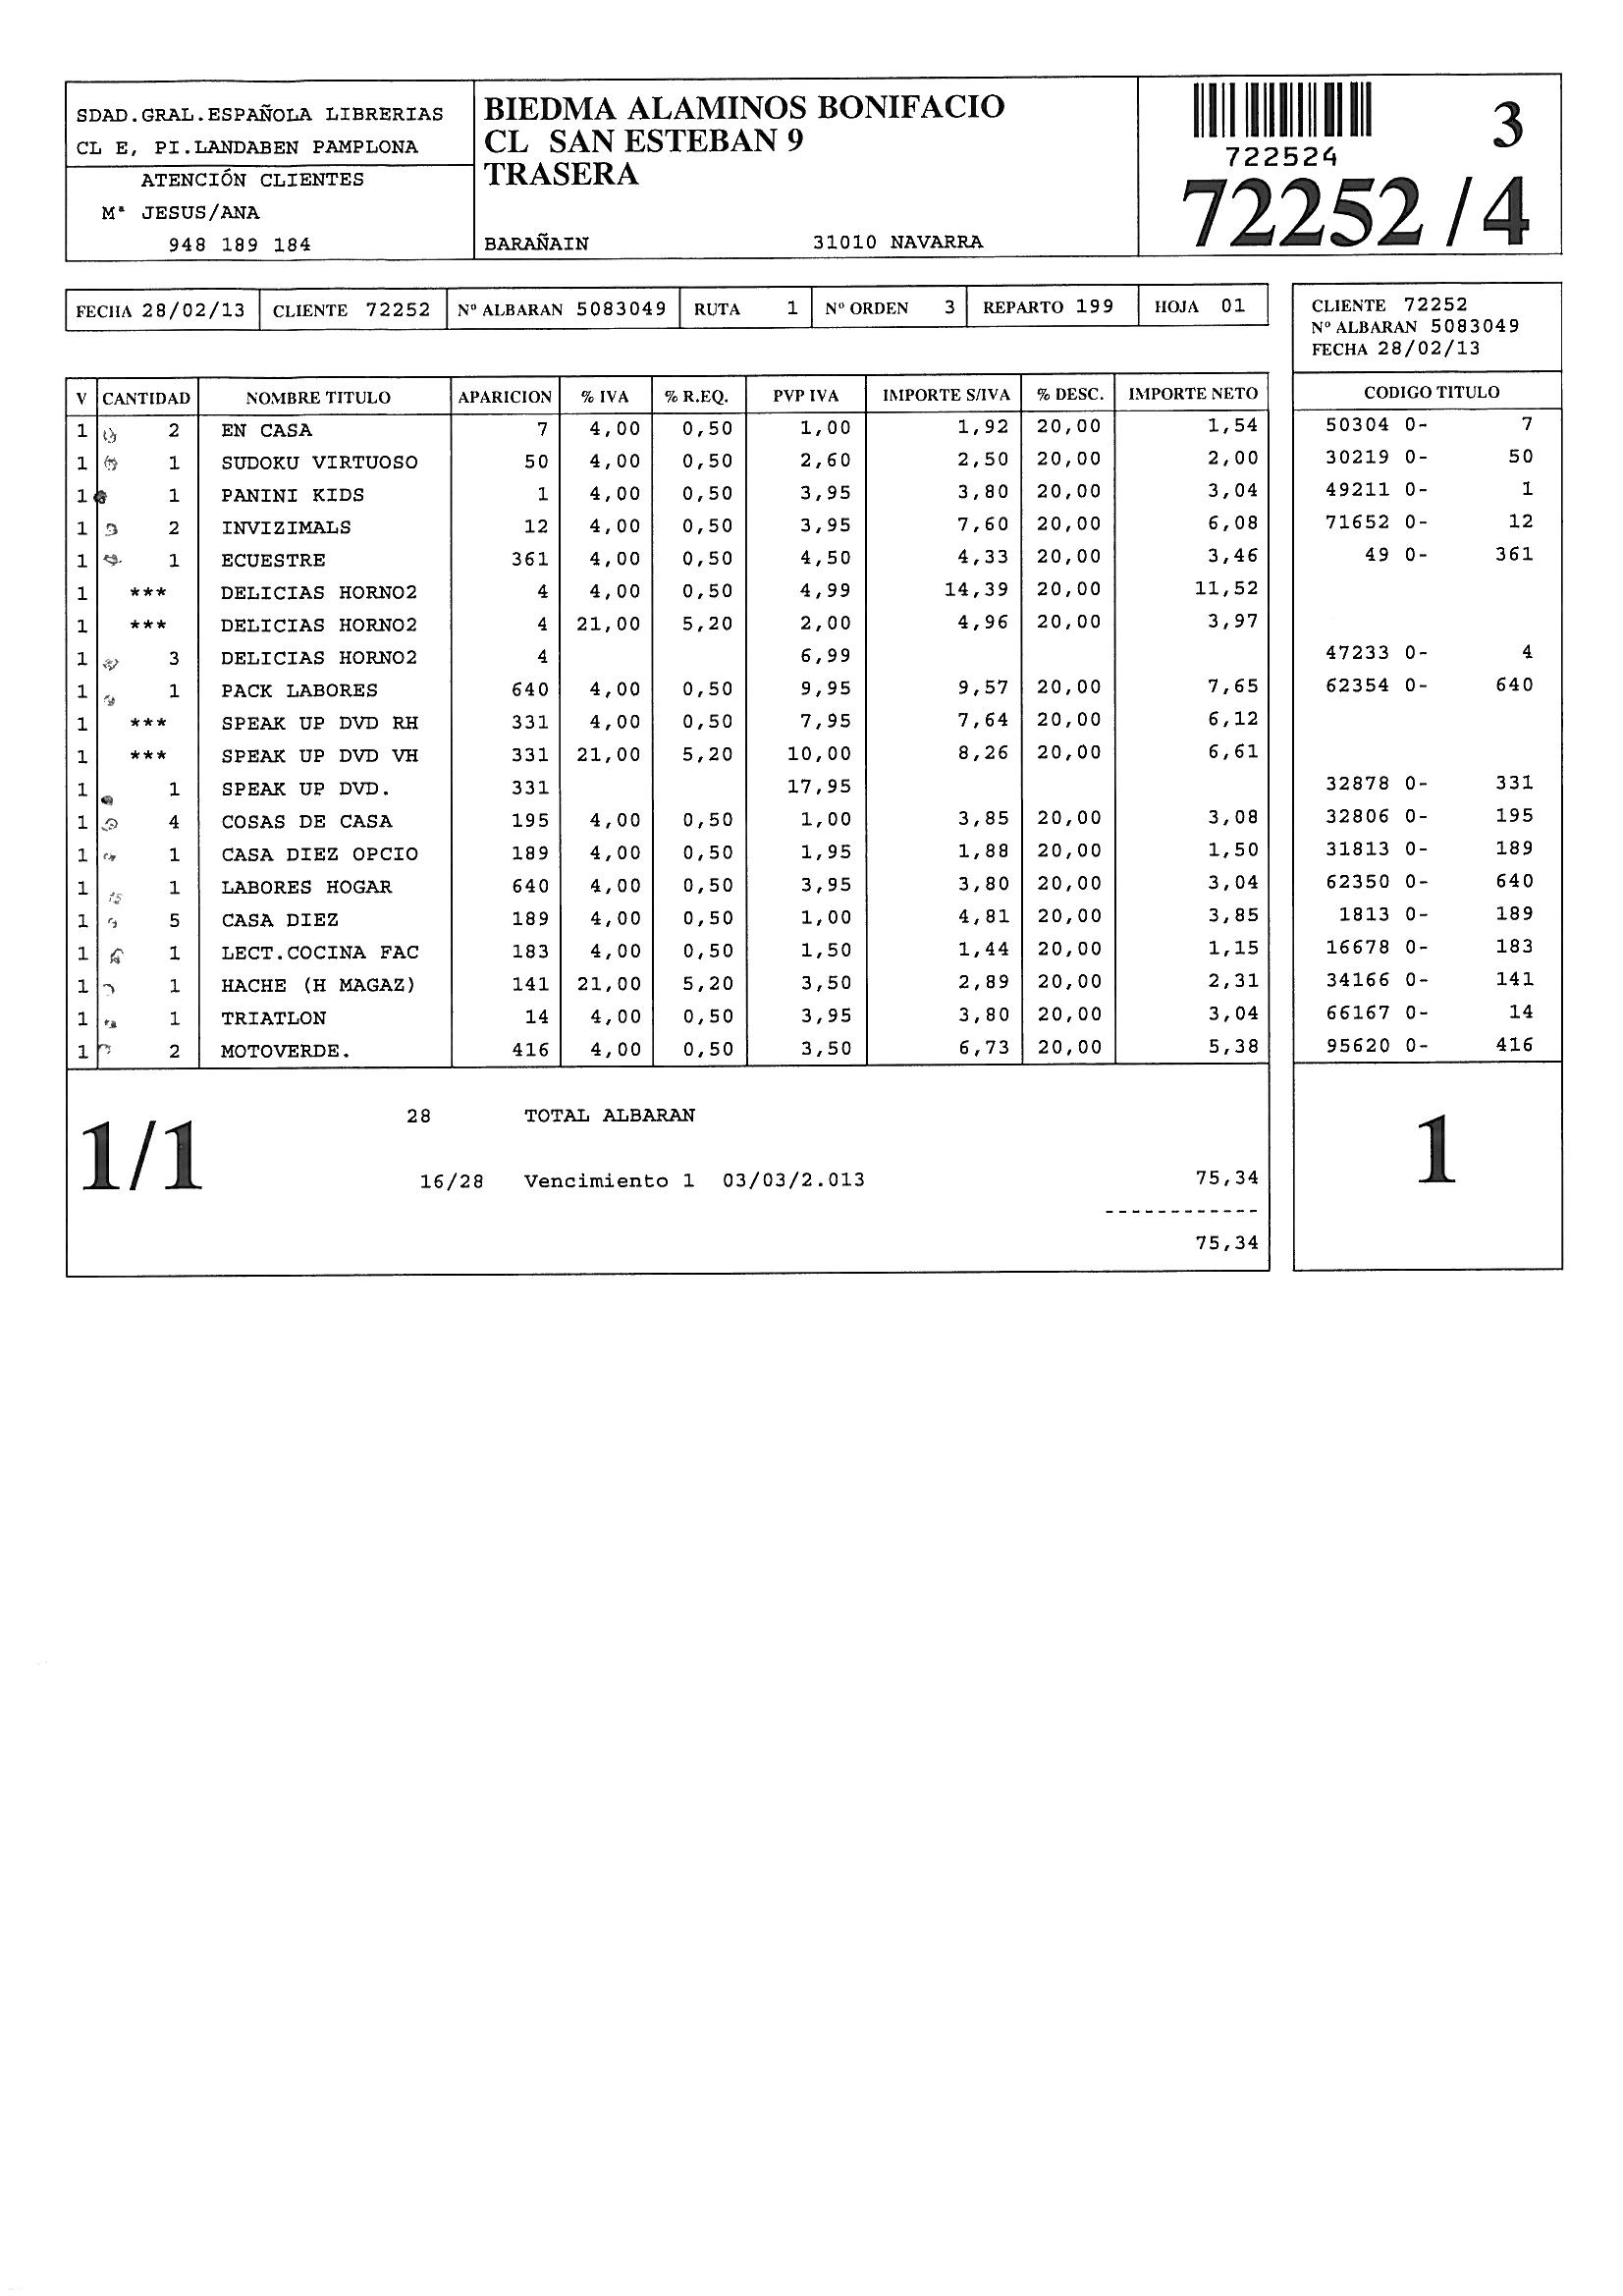 SDAD.GRAL.ESPAÑOLA LIBRERIAS
CL E, PI.LANDABEN PAMPLONA
ATENCIÓN CLIENTES
Mª JESUS/ANA
948 189 184
BIEDMA ALAMINOS BONIFACIO
CL SAN ESTEBAN 9
TRASERA
BARAÑAIN 31010 NAVARRA
722524
3
72252 / 4
FECHA 28/02/13 CLIENTE 72252 Nº ALBARAN 5083049 RUTA 1 Nº ORDEN 3 REPARTO 199 HOJA 01
CLIENTE 72252
Nº ALBARAN 5083049
FECHA 28/02/13
V CANTIDAD NOMBRE TITULO APARICION % IVA % R.EQ. PVP IVA IMPORTE S/IVA % DESC. IMPORTE NETO CODIGO TITULO
1 2 EN CASA 7 4,00 0,50 1,00 1,92 20,00 1,54 50304 0- 7
1 1 SUDOKU VIRTUOSO 50 4,00 0,50 2,60 2,50 20,00 2,00 30219 0- 50
1 1 PANINI KIDS 1 4,00 0,50 3,95 3,80 20,00 3,04 49211 0- 1
1 2 INVIZIMALS 12 4,00 0,50 3,95 7,60 20,00 6,08 71652 0- 12
1 1 ECUESTRE 361 4,00 0,50 4,50 4,33 20,00 3,46 49 0- 361
1 *** DELICIAS HORNO2 4 4,00 0,50 4,99 14,39 20,00 11,52
1 *** DELICIAS HORNO2 4 21,00 5,20 2,00 4,96 20,00 3,97
1 3 DELICIAS HORNO2 4 6,99 47233 0- 4
1 1 PACK LABORES 640 4,00 0,50 9,95 9,57 20,00 7,65 62354 0- 640
1 *** SPEAK UP DVD RH 331 4,00 0,50 7,95 7,64 20,00 6,12
1 *** SPEAK UP DVD VH 331 21,00 5,20 10,00 8,26 20,00 6,61
1 1 SPEAK UP DVD. 331 17,95 32878 0- 331
1 4 COSAS DE CASA 195 4,00 0,50 1,00 3,85 20,00 3,08 32806 0- 195
1 1 CASA DIEZ OPCIO 189 4,00 0,50 1,95 1,88 20,00 1,50 31813 0- 189
1 1 LABORES HOGAR 640 4,00 0,50 3,95 3,80 20,00 3,04 62350 0- 640
1 5 CASA DIEZ 189 4,00 0,50 1,00 4,81 20,00 3,85 1813 0- 189
1 1 LECT.COCINA FAC 183 4,00 0,50 1,50 1,44 20,00 1,15 16678 0- 183
1 1 HACHE (H MAGAZ) 141 21,00 5,20 3,50 2,89 20,00 2,31 34166 0- 141
1 1 TRIATLON 14 4,00 0,50 3,95 3,80 20,00 3,04 66167 0- 14
1 2 MOTOVERDE. 416 4,00 0,50 3,50 6,73 20,00 5,38 95620 0- 416
28 TOTAL ALBARAN
1/1
16/28 Vencimiento 1 03/03/2.013 75,34
------------
75,34
1